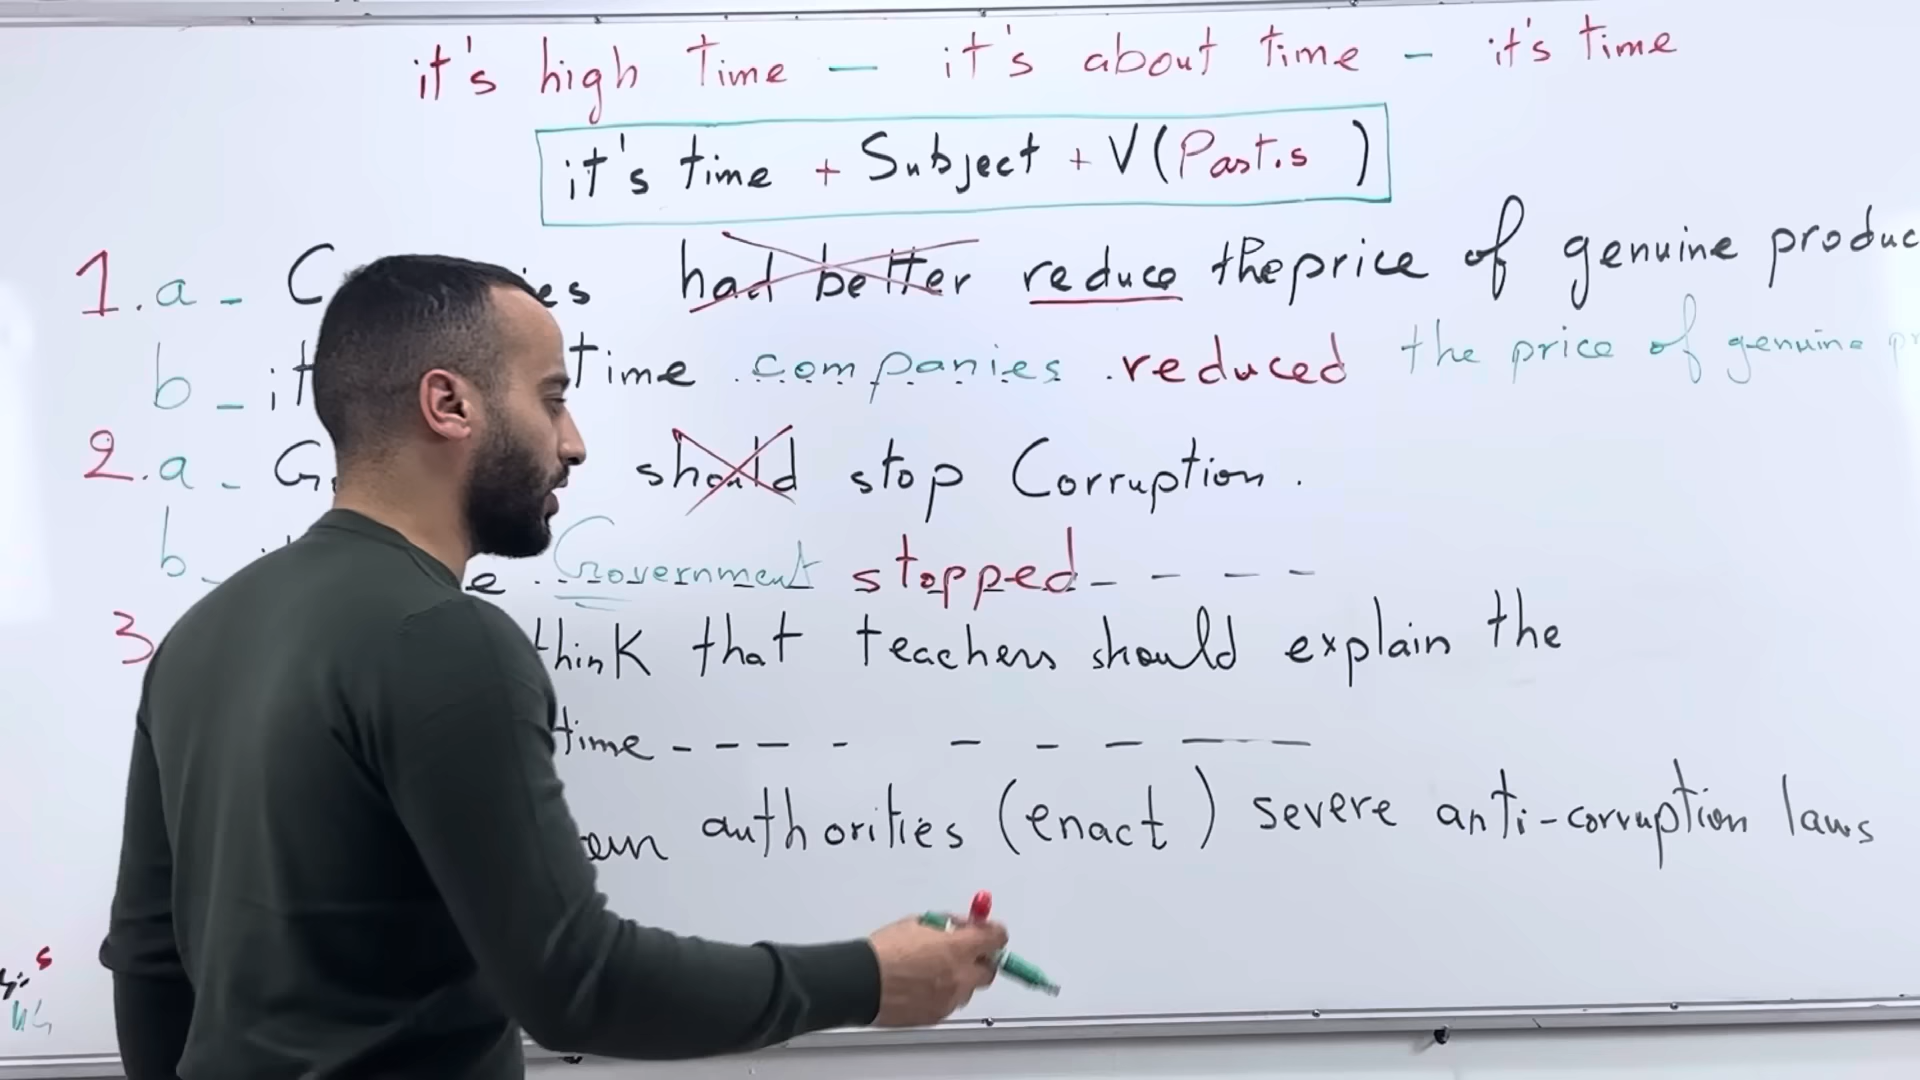 it's high Time — it's about time - it's time
it's time + Subject + V (Past.s )
1. a - es had better reduce the price of genuine produc
b - it time companies reduced the price of genuine
2. a - should stop Corruption .
b - Government stopped - - - -
3 think that teachers should explain the
time - - - - - - - - -
authorities (enact) severe anti-corruption laws